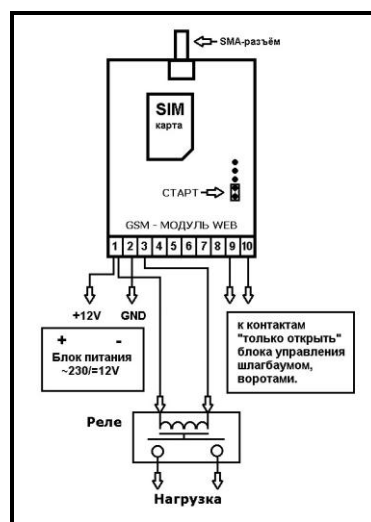 SMA-разъём
SIM
карта
СТАРТ
GSM - МОДУЛЬ WEB
1 2 3 4 5 6 7 8 9 10
+12V GND
+ -
Блок питания
~230/=12V
к контактам
"только открыть"
блока управления
шлагбаумом,
воротами.
Реле
Нагрузка